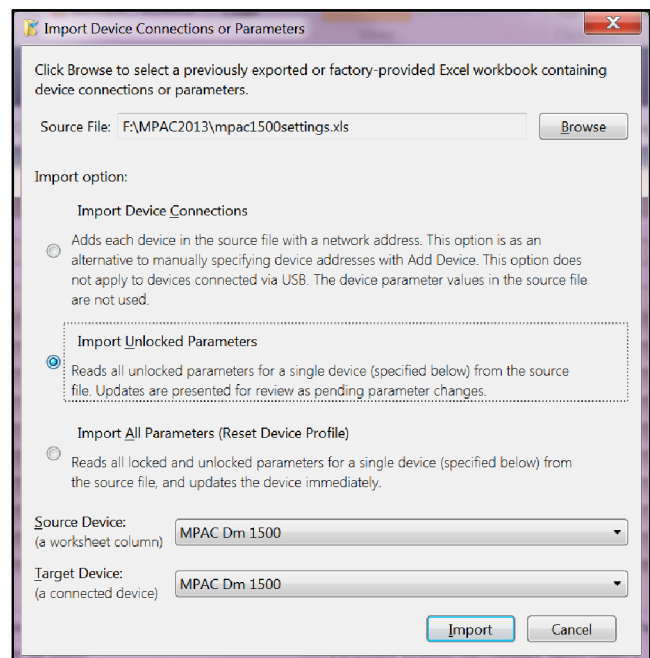 Import Device Connections or Parameters
Click Browse to select a previously exported or factory-provided Excel workbook containing
device connections or parameters.
Source File: F:\MPAC2013\mpac1500settings.xls Browse
Import option:
Import Device Connections
Adds each device in the source file with a network address. This option is as an
alternative to manually specifying device addresses with Add Device. This option does
not apply to devices connected via USB. The device parameter values in the source file
are not used.
Import Unlocked Parameters
Reads all unlocked parameters for a single device (specified below) from the source
file. Updates are presented for review as pending parameter changes.
Import All Parameters (Reset Device Profile)
Reads all locked and unlocked parameters for a single device (specified below) from
the source file, and updates the device immediately.
Source Device:
(a worksheet column)
MPAC Dm 1500
Target Device:
(a connected device)
MPAC Dm 1500
Import Cancel